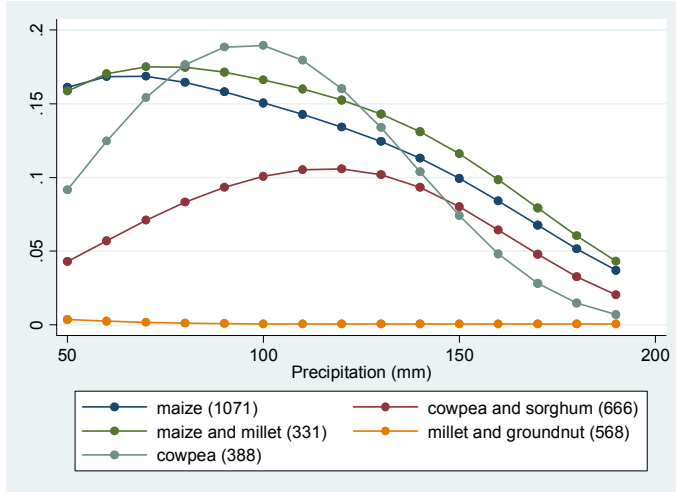 .2
.15
.1
.05
0
50
100
150
200
Precipitation (mm)
maize (1071)
cowpea and sorghum (666)
maize and millet (331)
millet and groundnut (568)
cowpea (388)